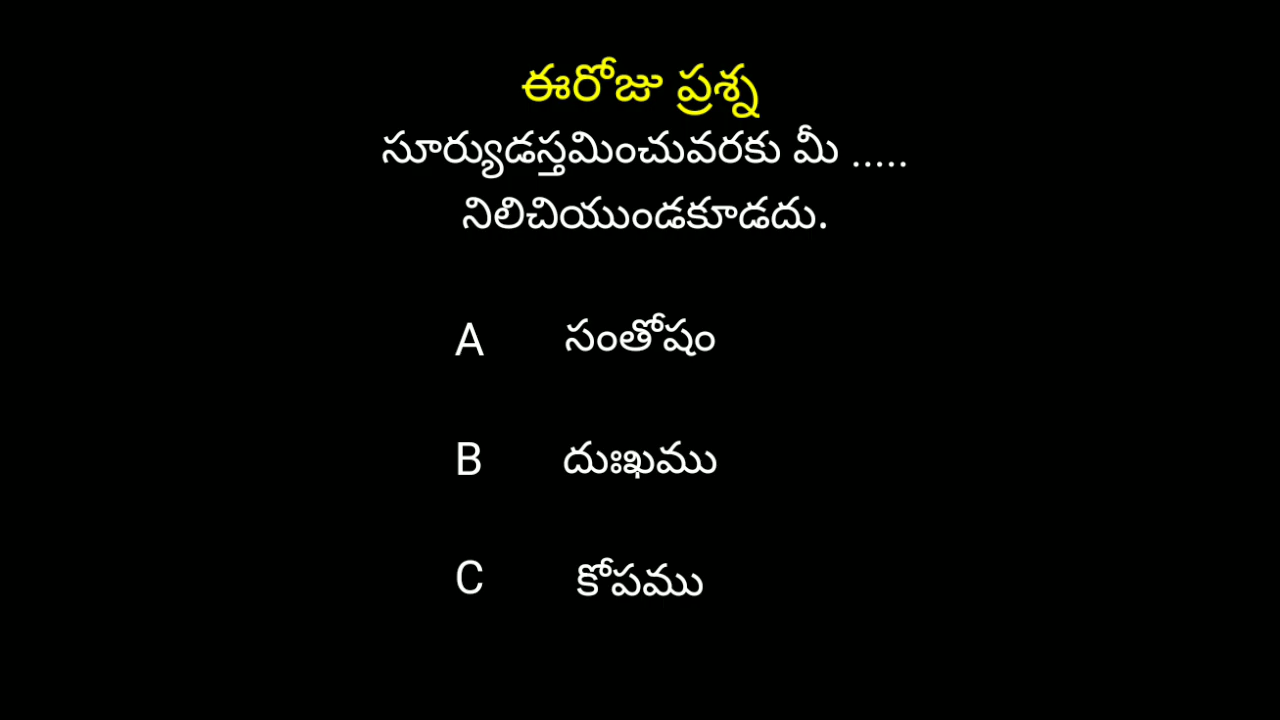 ఈరోజు ప్రశ్న
సూర్యుడస్తమించువరకు మీ .....
నిలిచియుండకూడదు.
A సంతోషం
B దుఃఖము
C కోపము